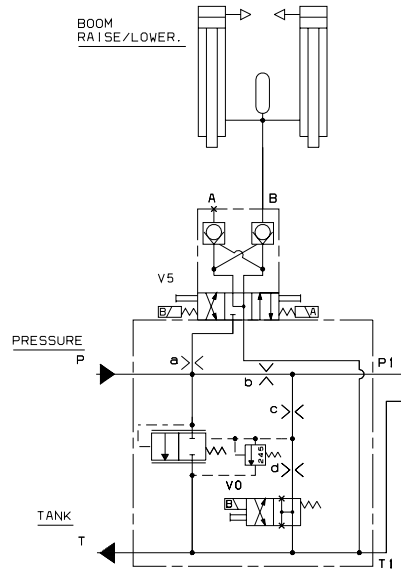 BOOM
RAISE/LOWER.
A
B
V5
B
A
PRESSURE
P
a
P1
b
c
245
d
V0
B
TANK
T
T1